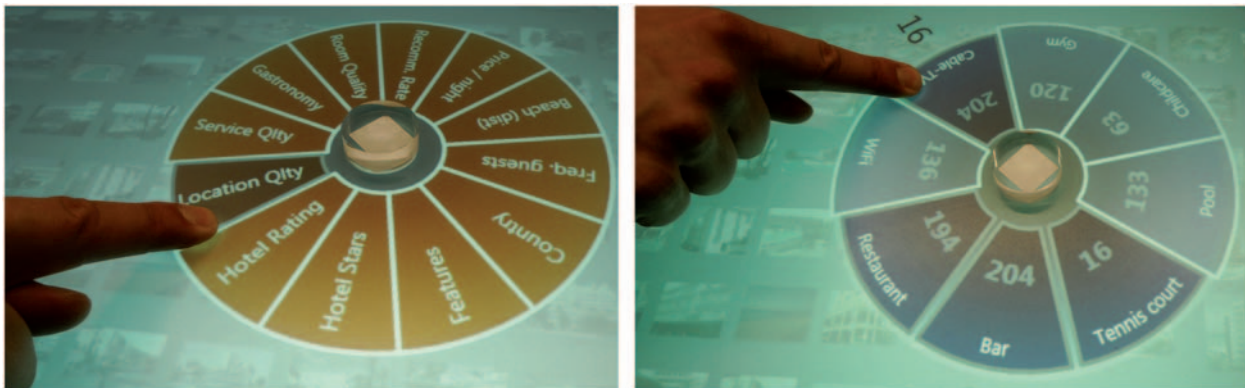 Recomm. Rate
Price / night
Beach (dist)
Freq. guests
Country
Features
Hotel Stars
Hotel Rating
Location Qlty
Service Qlty
Gastronomy
Room Quality
16
Cable-TV
204
Gym
120
Childcare
63
Pool
133
Tennis court
16
Bar
204
Restaurant
194
WiFi
136